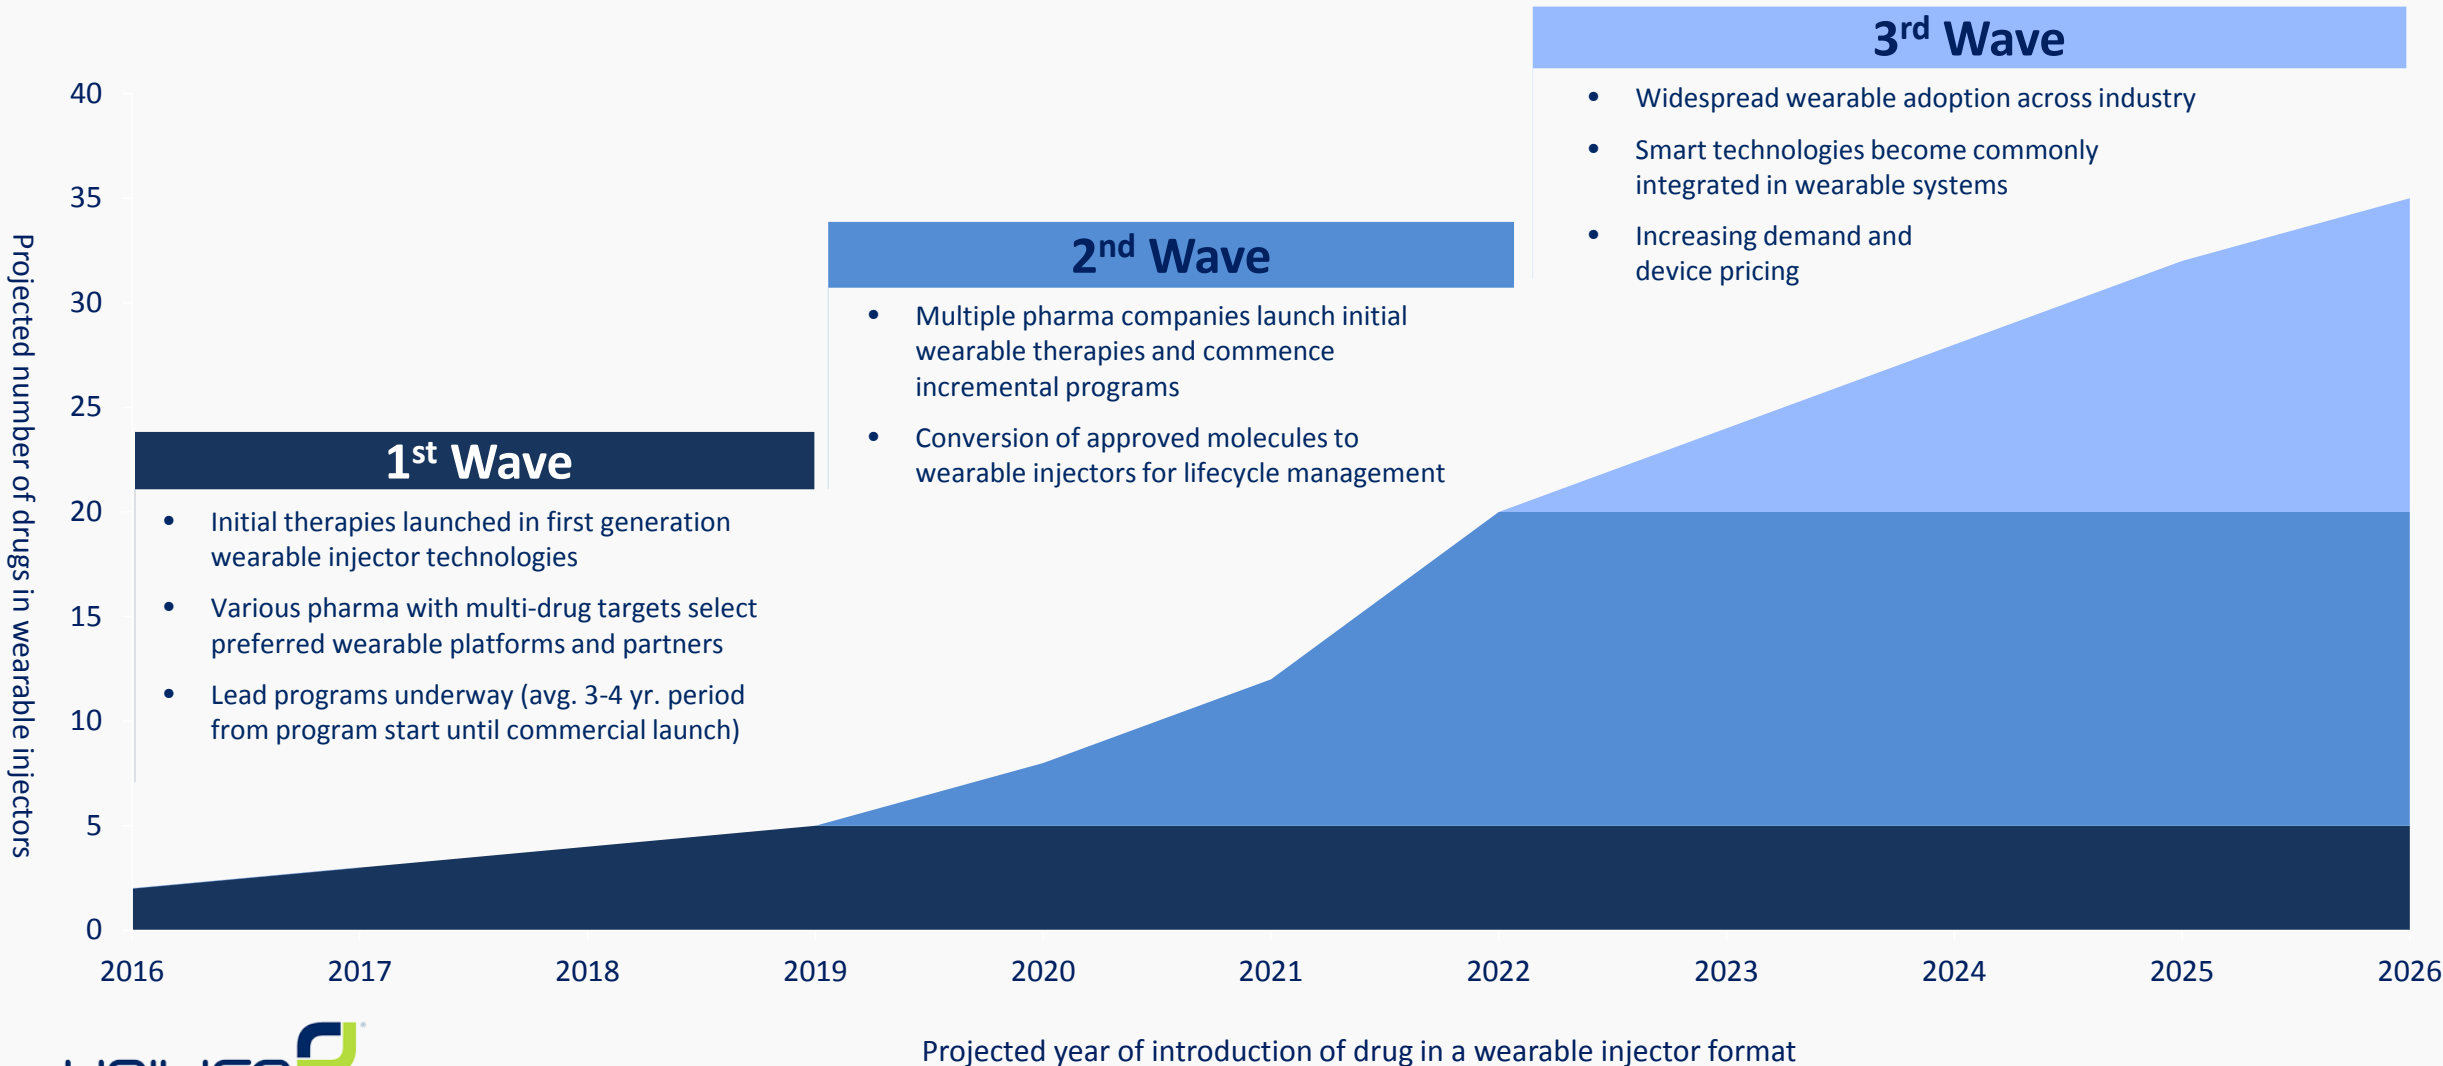 3rd Wave
• Widespread wearable adoption across industry
• Smart technologies become commonly
integrated in wearable systems
• Increasing demand and
device pricing
2nd Wave
• Multiple pharma companies launch initial
wearable therapies and commence
incremental programs
• Conversion of approved molecules to
wearable injectors for lifecycle management
1st Wave
• Initial therapies launched in first generation
wearable injector technologies
• Various pharma with multi-drug targets select
preferred wearable platforms and partners
• Lead programs underway (avg. 3-4 yr. period
from program start until commercial launch)
Projected number of drugs in wearable injectors
40
35
30
25
20
15
10
5
0
2016 2017 2018 2019 2020 2021 2022 2023 2024 2025 2026
Projected year of introduction of drug in a wearable injector format